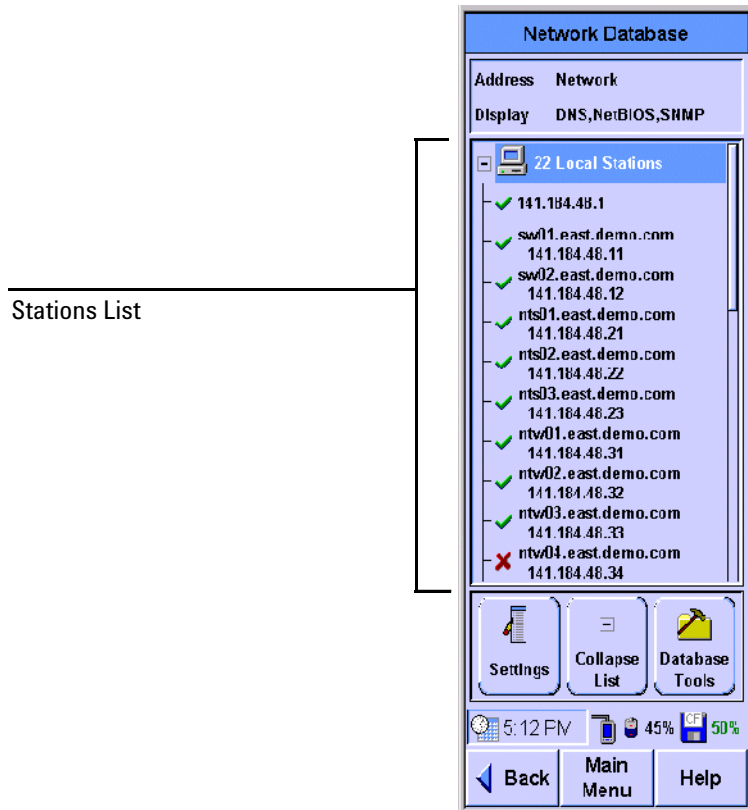 Network Database
Address Network
Display DNS,NetBIOS,SNMP
22 Local Stations
141.184.48.1
sw01.east.demo.com
141.184.48.11
sw02.east.demo.com
141.184.48.12
Stations List
nts01.east.demo.com
141.184.48.21
nts02.east.demo.com
141.184.48.22
nts03.east.demo.com
141.184.48.23
ntw01.east.demo.com
141.184.48.31
ntw02.east.demo.com
141.184.48.32
ntw03.east.demo.com
141.184.48.33
ntw04.east.demo.com
141.184.48.34
Settings
Collapse List
Database Tools
5:12 PM 45% CF 50%
Back
Main Menu
Help